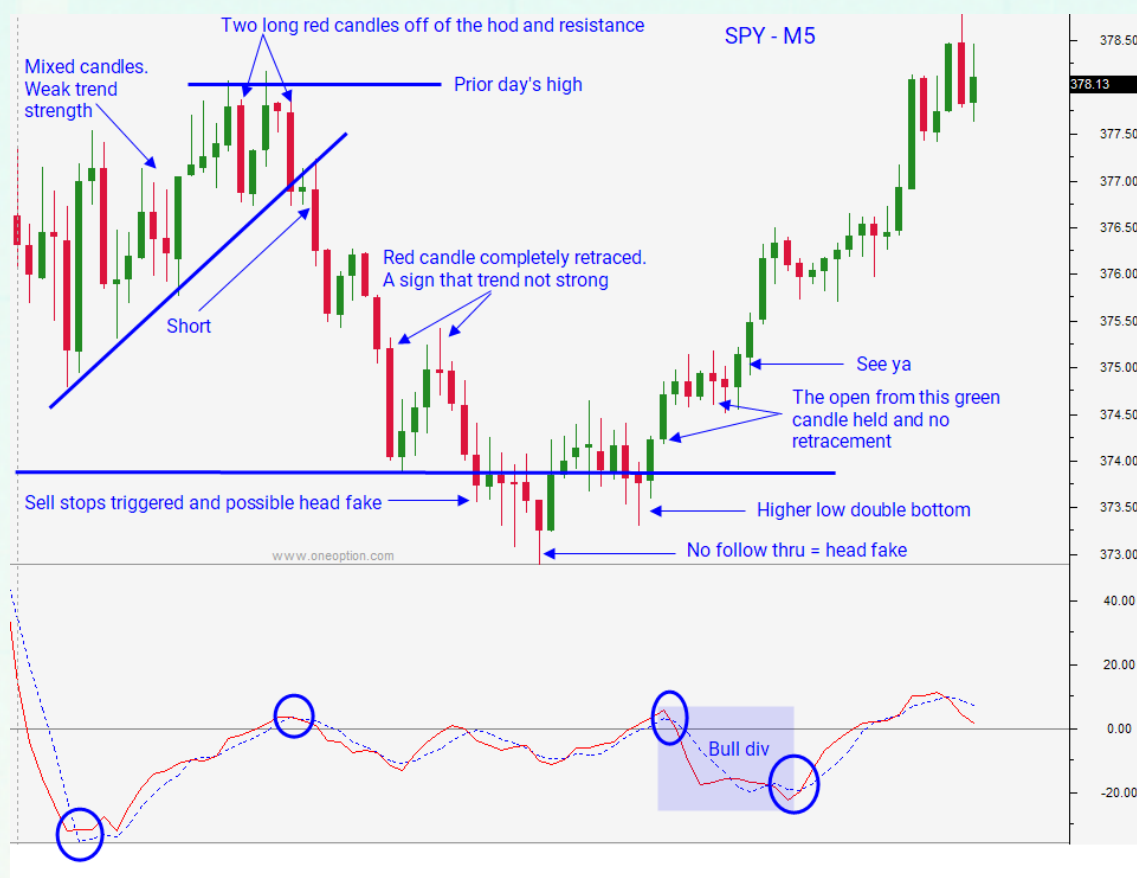 Two long red candles off of the hod and resistance
SPY - M5
Mixed candles.
Weak trend
strength
Prior day's high
Red candle completely retraced.
A sign that trend not strong
Short
See ya
The open from this green
candle held and no
retracement
Sell stops triggered and possible head fake
Higher low double bottom
No follow thru = head fake
www.oneoption.com
Bull div
378.50
378.13
377.50
377.00
376.50
376.00
375.50
375.00
374.50
374.00
373.50
373.00
40.00
20.00
0.00
-20.00